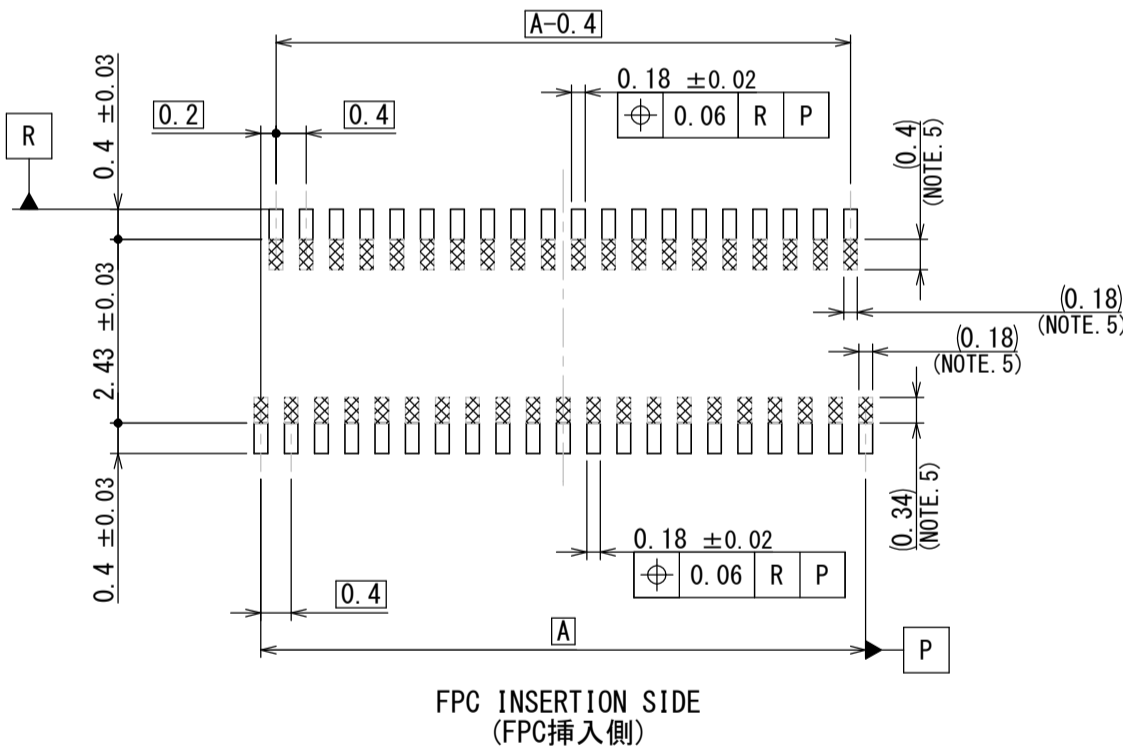 A-0.4
0.4 ±0.03
0.18 ±0.02
0.06 R P
0.2
0.4
R
(0.4)
(NOTE.5)
2.43 ±0.03
(0.18)
(NOTE.5)
(0.18)
(NOTE.5)
0.4 ±0.03
(0.34)
(NOTE.5)
0.18 ±0.02
0.06 R P
0.4
A
P
FPC INSERTION SIDE
(FPC挿入側)